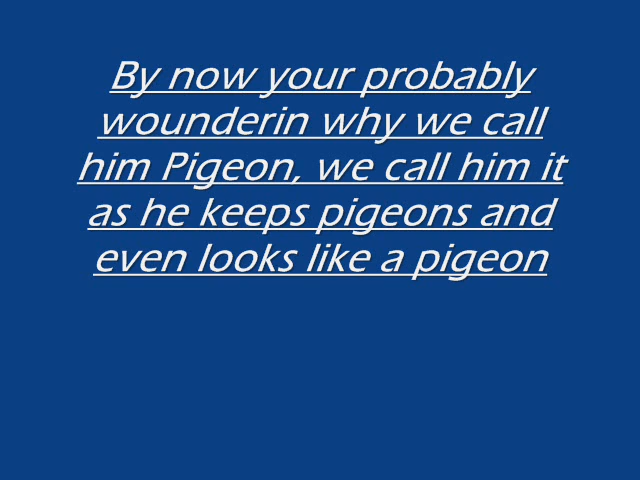 By now your probably
wounderin why we call
him Pigeon, we call him it
as he keeps pigeons and
even looks like a pigeon